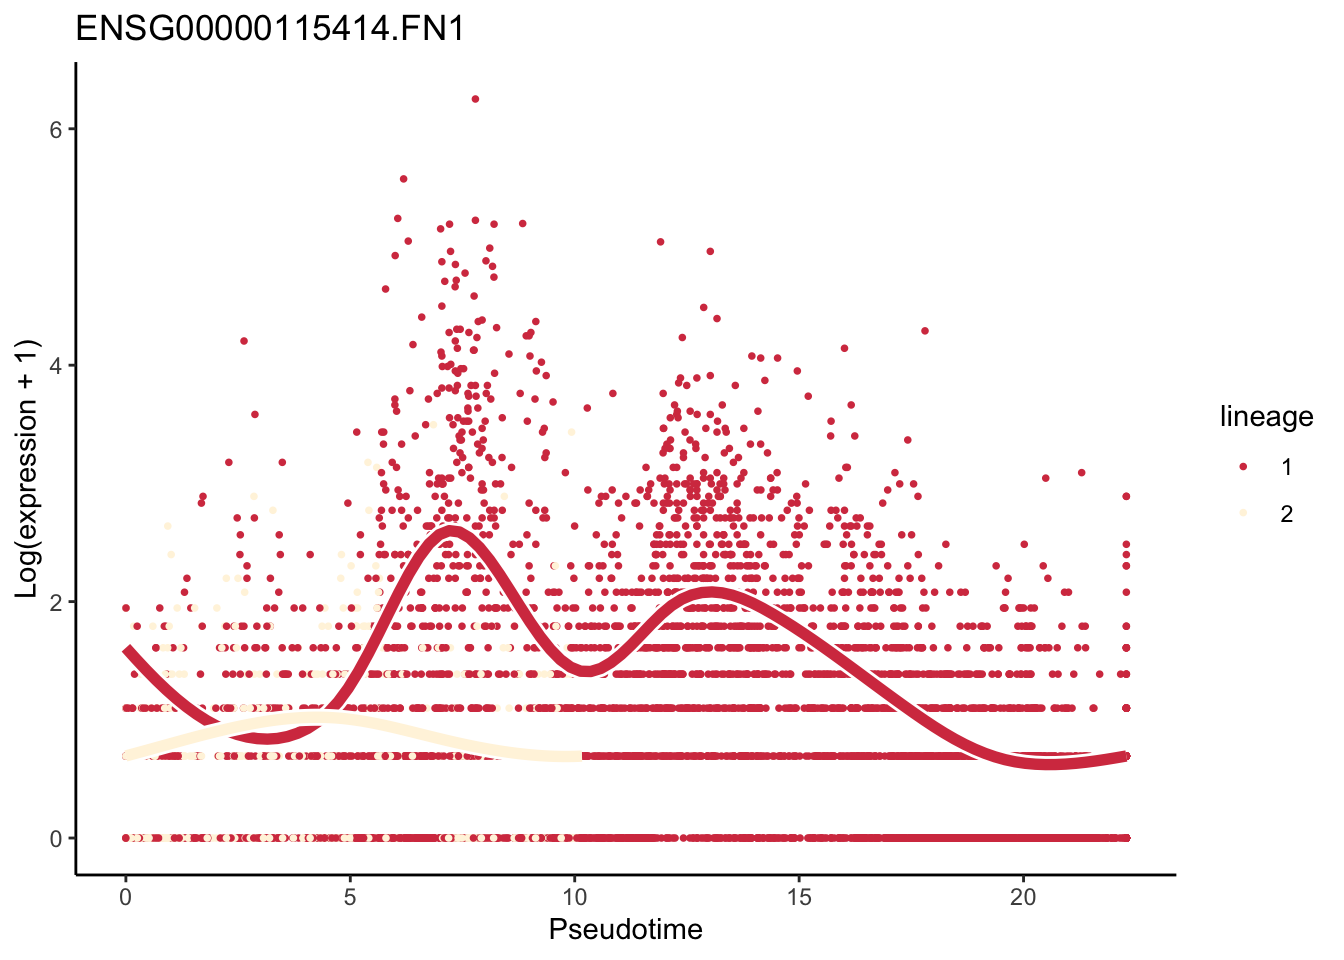 ENSG00000115414.FN1
6
4
2
0
Log(expression + 1)
0 5 10 15 20
Pseudotime
lineage
1
2